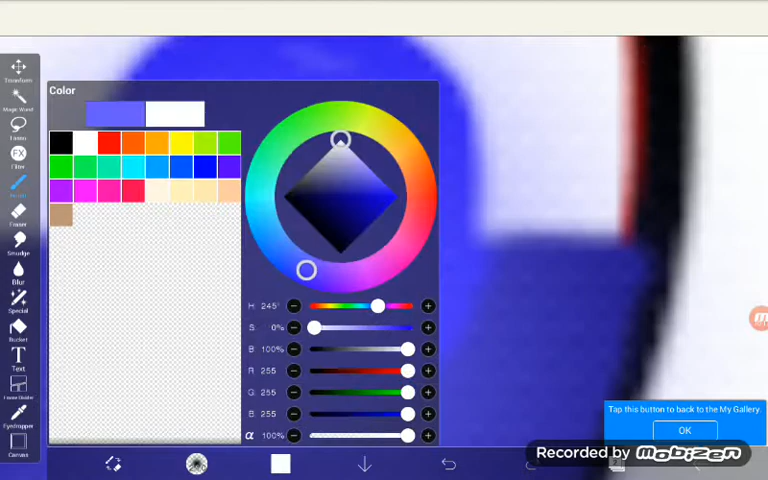 Color
Transform
Magic Wand
Lasso
FX
Filter
Brush
Eraser
Smudge
Blur
Special
Bucket
T
Text
Frame Divider
Eyedropper
Canvas
H: 245°
S: 0%
B: 100%
R: 255
G: 255
B: 255
α 100%
Tap this button to back to the My Gallery.
OK
Recorded by mobizen